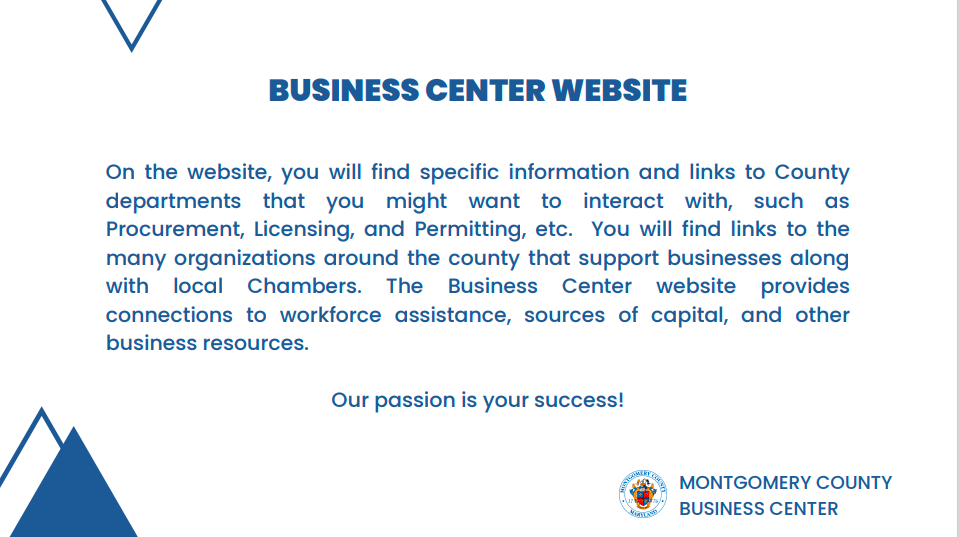 BUSINESS CENTER WEBSITE
On the website, you will find specific information and links to County
departments that you might want to interact with, such as
Procurement, Licensing, and Permitting, etc.  You will find links to the
many organizations around the county that support businesses along
with local Chambers. The Business Center website provides
connections to workforce assistance, sources of capital, and other
business resources.
Our passion is your success!
MONTGOMERY COUNTY
MARYLAND
MONTGOMERY COUNTY
BUSINESS CENTER